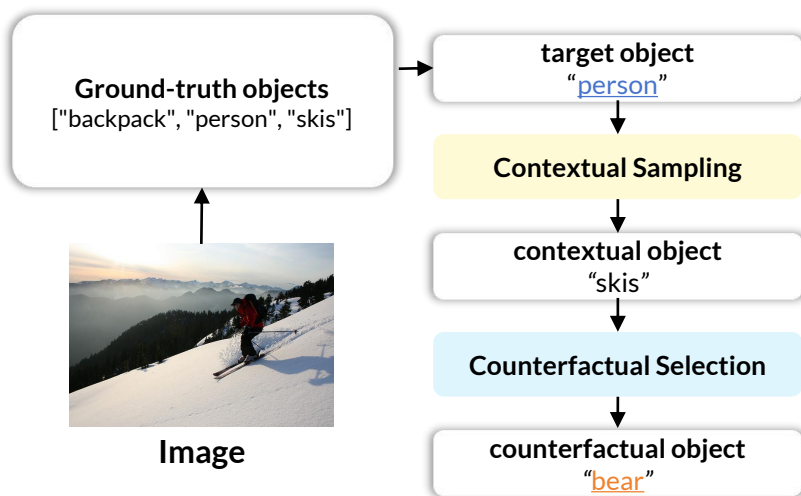 Ground-truth objects
["backpack", "person", "skis"]
Image
target object
“person”
Contextual Sampling
contextual object
“skis”
Counterfactual Selection
counterfactual object
“bear”